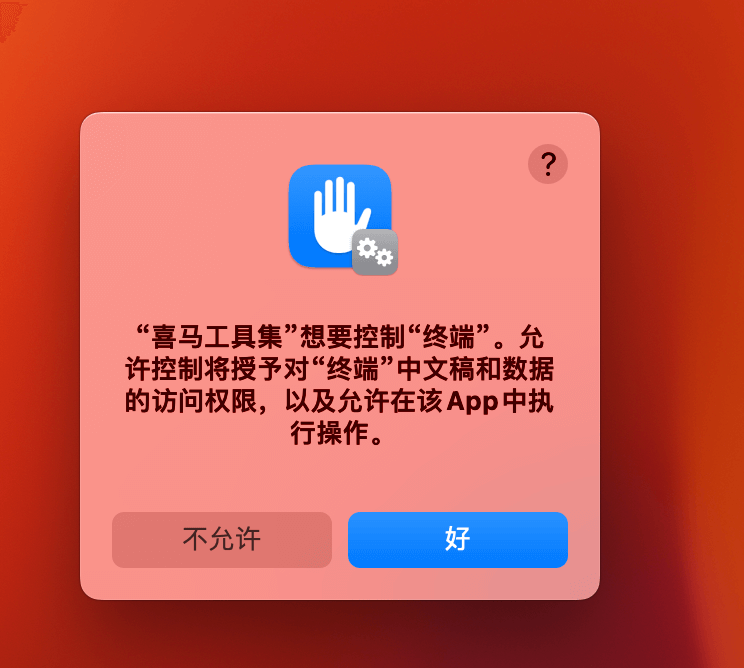 ?
“喜马工具集”想要控制“终端”。允
许控制将授予对“终端”中文稿和数据
的访问权限，以及允许在该App中执
行操作。
不允许
好